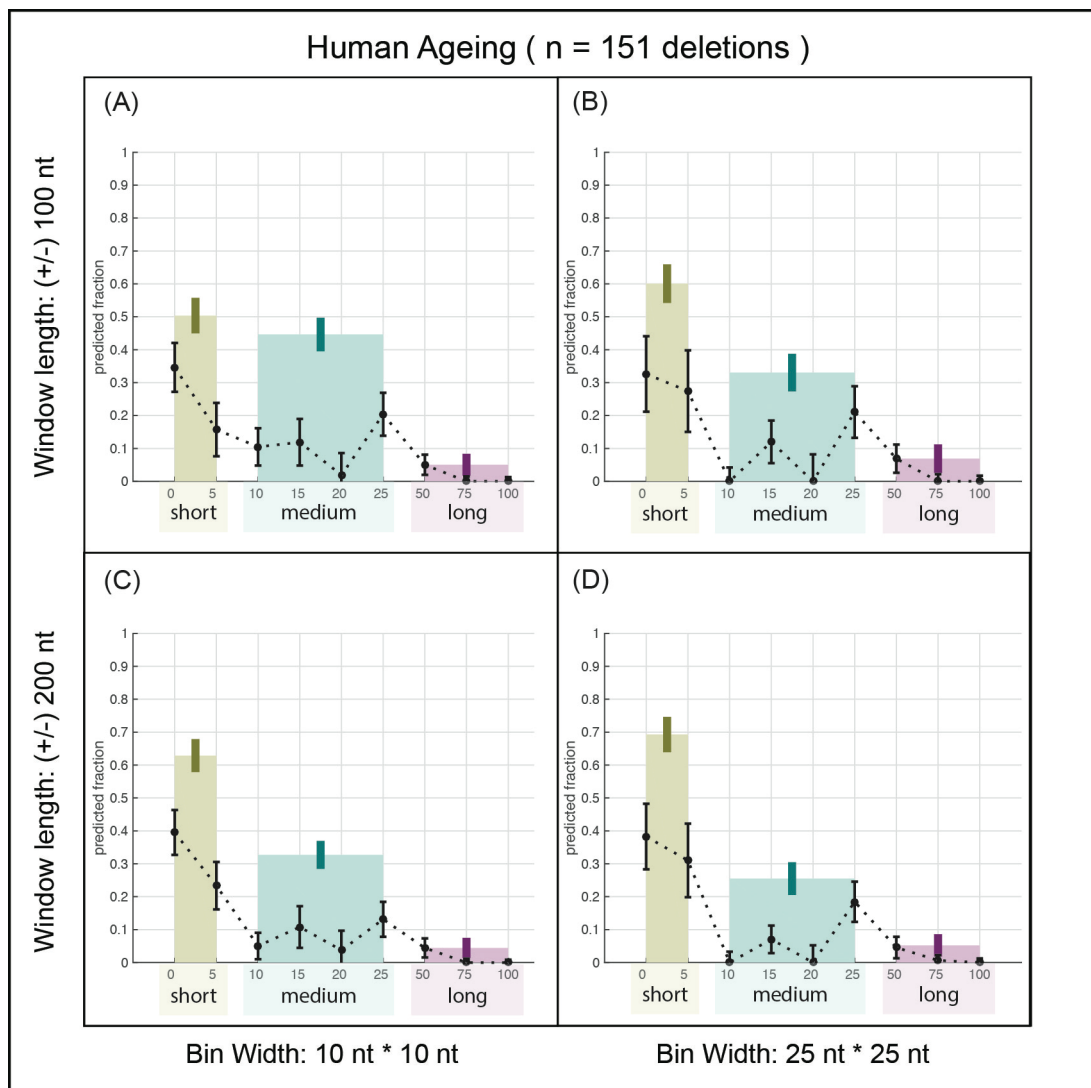 Human Ageing ( n = 151 deletions )
Window length: (+/-) 100 nt
(A)
predicted fraction
1
0.9
0.8
0.7
0.6
0.5
0.4
0.3
0.2
0.1
0
0 5 10 15 20 25 50 75 100
short medium long
(B)
predicted fraction
1
0.9
0.8
0.7
0.6
0.5
0.4
0.3
0.2
0.1
0
0 5 10 15 20 25 50 75 100
short medium long
Window length: (+/-) 200 nt
(C)
predicted fraction
1
0.9
0.8
0.7
0.6
0.5
0.4
0.3
0.2
0.1
0
0 5 10 15 20 25 50 75 100
short medium long
(D)
predicted fraction
1
0.9
0.8
0.7
0.6
0.5
0.4
0.3
0.2
0.1
0
0 5 10 15 20 25 50 75 100
short medium long
Bin Width: 10 nt * 10 nt
Bin Width: 25 nt * 25 nt